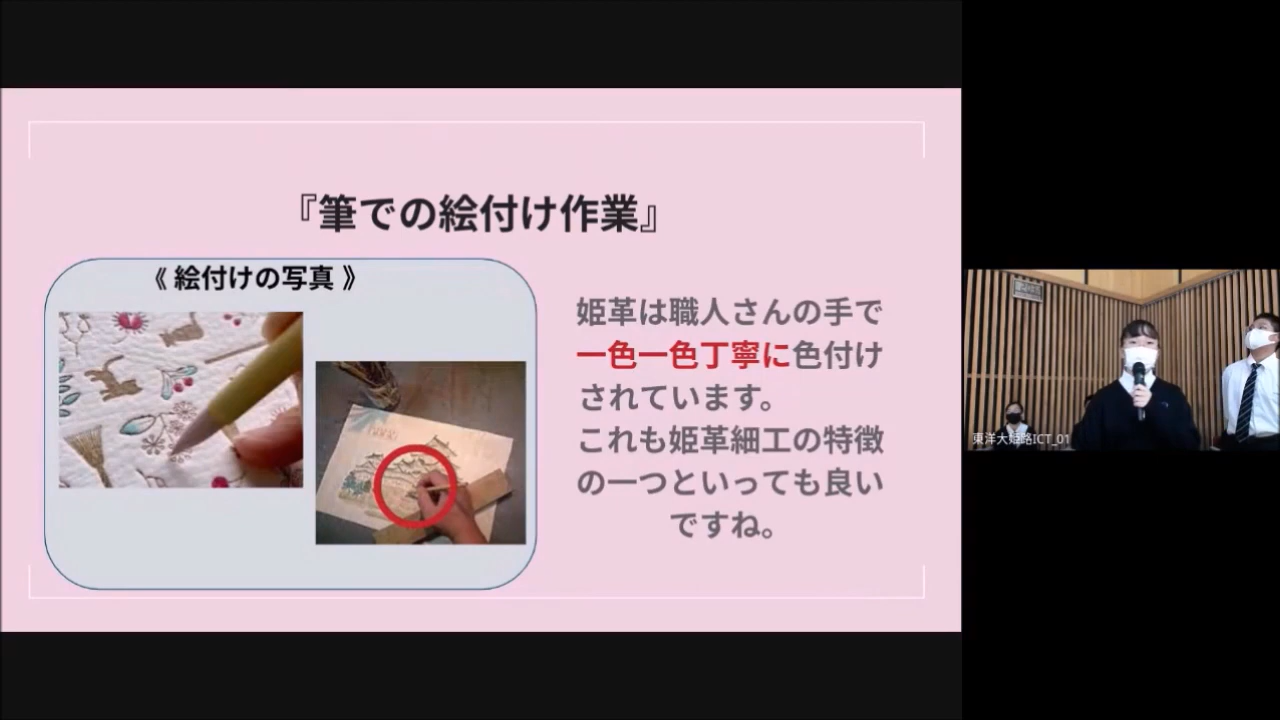 『筆での絵付け作業』
《 絵付けの写真 》
姫革は職人さんの手で
一色一色丁寧に色付け
されています。
これも姫革細工の特徴
の一つといっても良い
ですね。
東洋大姫路ICT_01